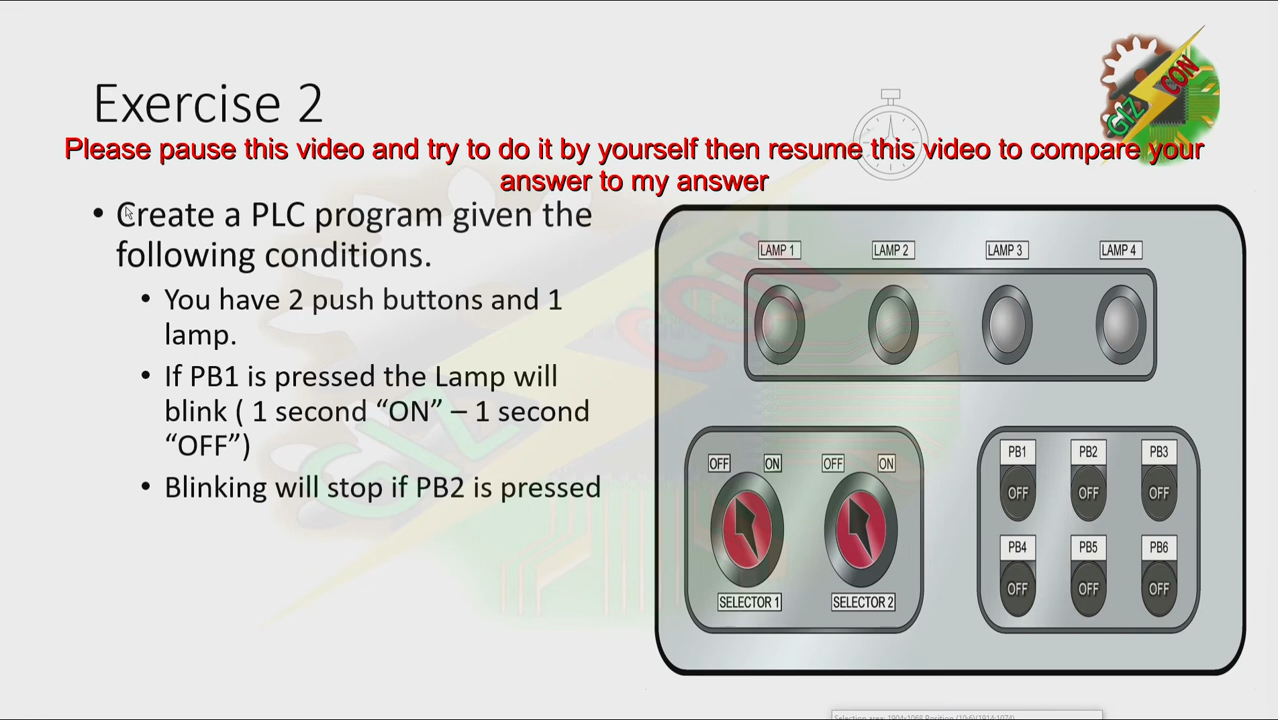 Exercise 2
Please pause this video and try to do it by yourself then resume this video to compare your
answer to my answer
• Create a PLC program given the
following conditions.
• You have 2 push buttons and 1
lamp.
• If PB1 is pressed the Lamp will
blink ( 1 second “ON” – 1 second
“OFF”)
• Blinking will stop if PB2 is pressed
GIZ CON
LAMP 1 LAMP 2 LAMP 3 LAMP 4
OFF ON OFF ON
SELECTOR 1 SELECTOR 2
PB1 PB2 PB3
OFF OFF OFF
PB4 PB5 PB6
OFF OFF OFF
GIZ CON